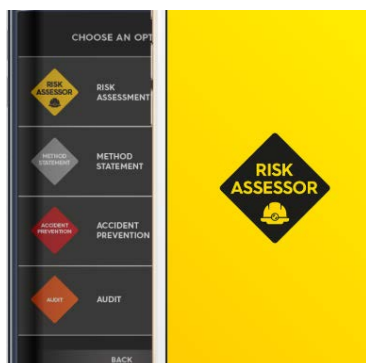 CHOOSE AN OPT
RISK
ASSESSOR
RISK
ASSESSMENT
METHOD
STATEMENT
METHOD
STATEMENT
ACCIDENT
PREVENTION
ACCIDENT
PREVENTION
AUDIT
AUDIT
BACK
RISK
ASSESSOR